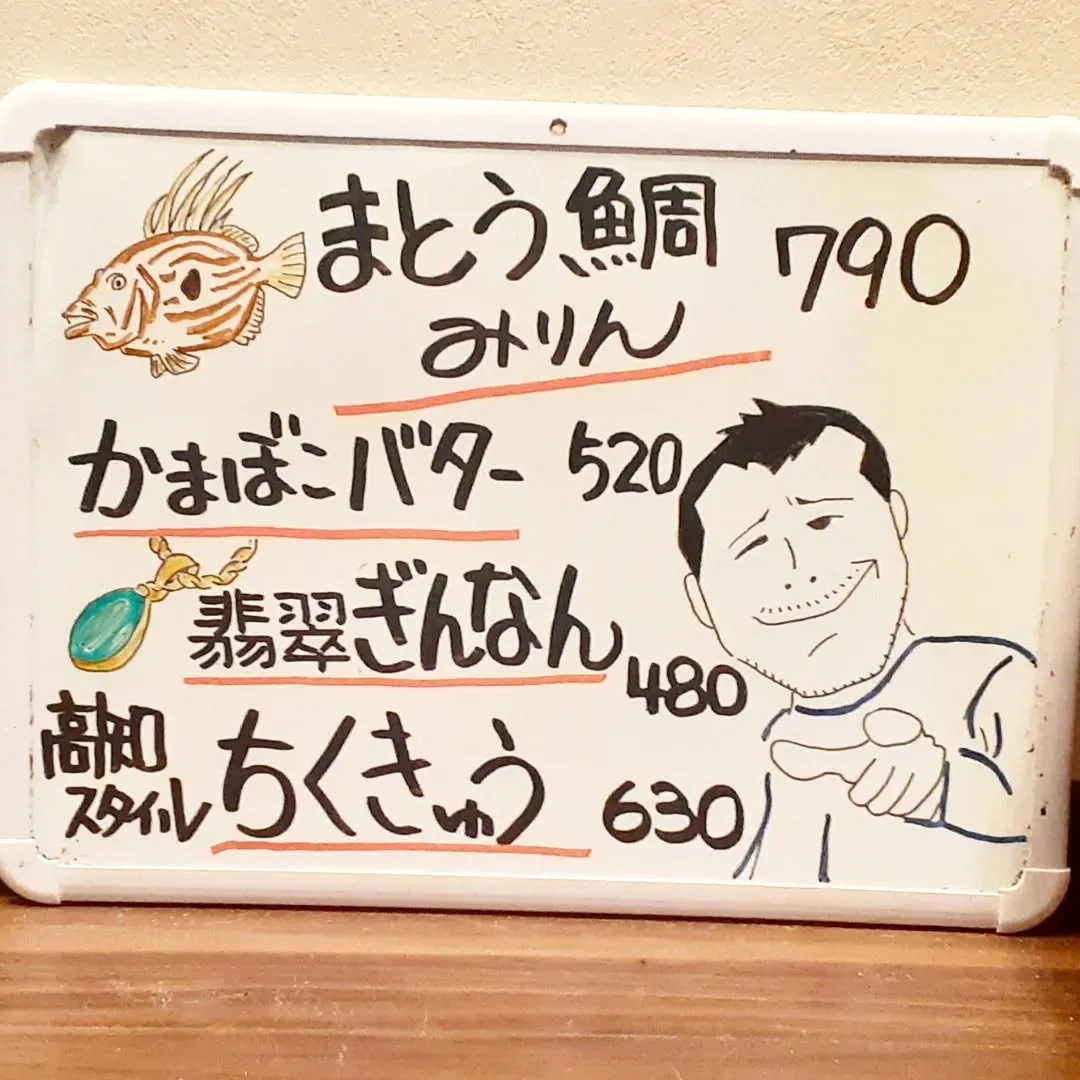 まとう鯛 790
みりん
かまぼこバター 520
翡翠ぎんなん 480
高知
スタイル ちくきゅう 630